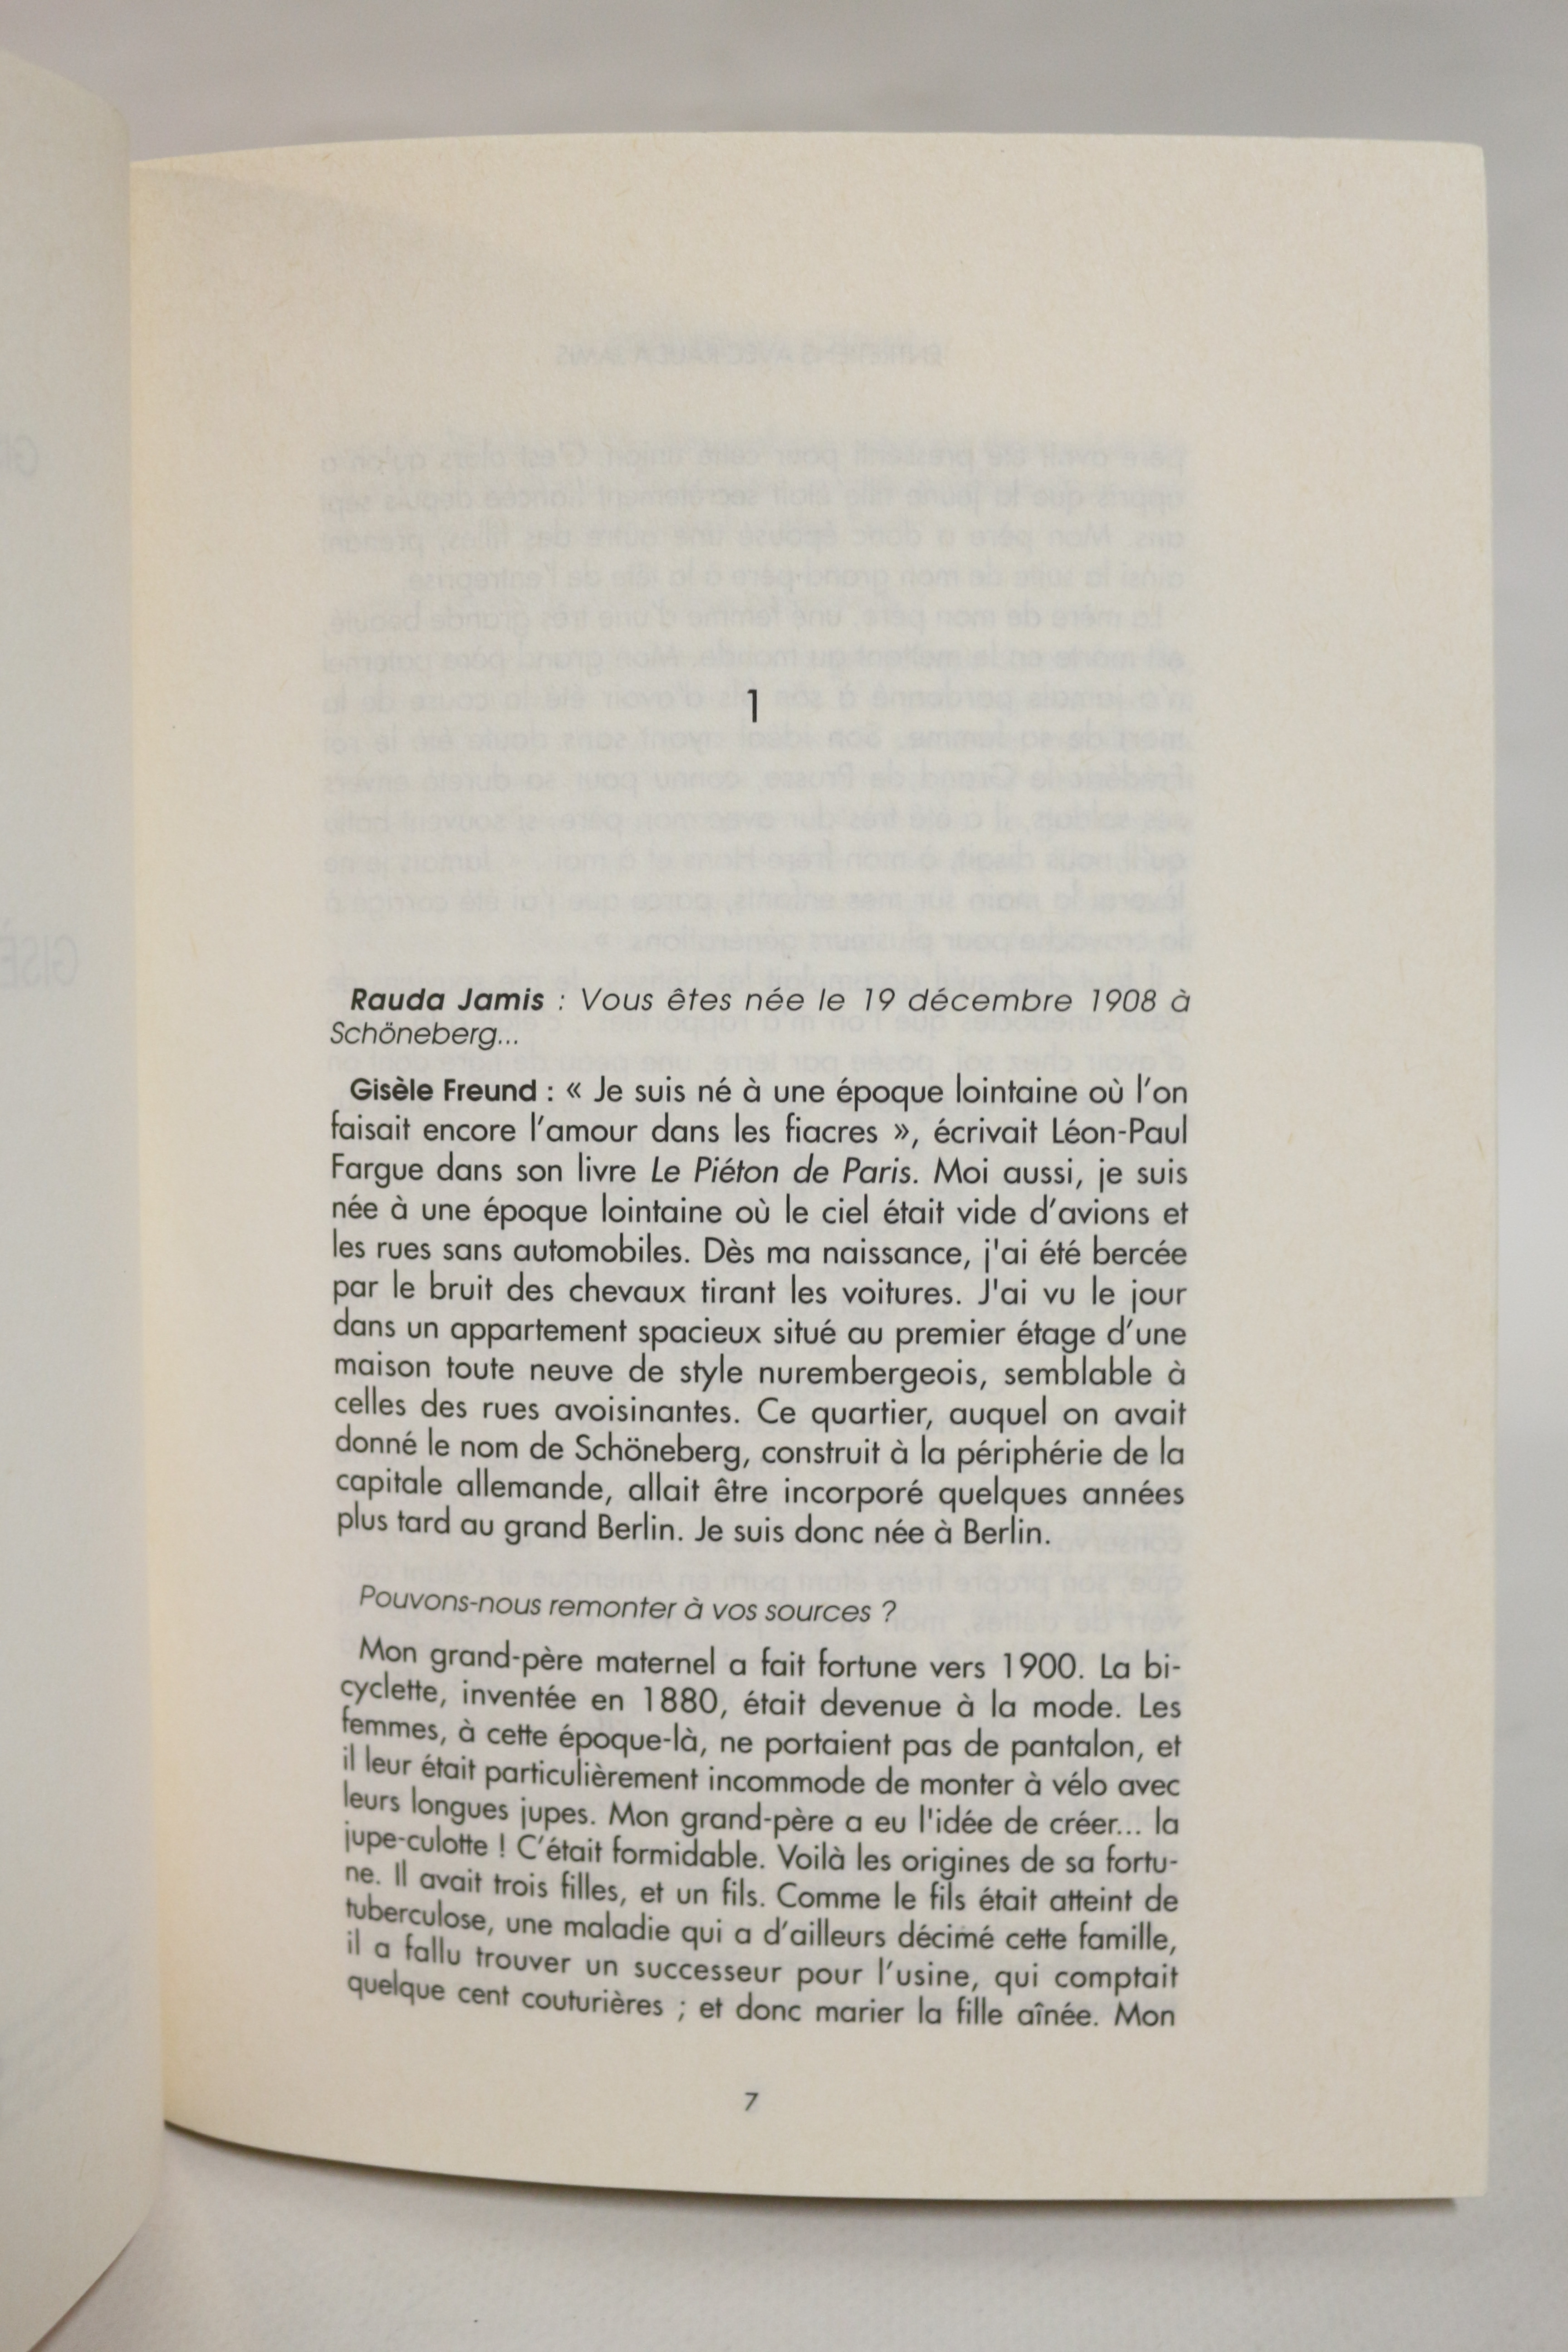 1
Rauda Jamis : Vous êtes née le 19 décembre 1908 à
Schöneberg...
Gisèle Freund : « Je suis né à une époque lointaine où l’on
faisait encore l’amour dans les fiacres », écrivait Léon-Paul
Fargue dans son livre Le Piéton de Paris. Moi aussi, je suis
née à une époque lointaine où le ciel était vide d’avions et
les rues sans automobiles. Dès ma naissance, j'ai été bercée
par le bruit des chevaux tirant les voitures. J'ai vu le jour
dans un appartement spacieux situé au premier étage d’une
maison toute neuve de style nurembergeois, semblable à
celles des rues avoisinantes. Ce quartier, auquel on avait
donné le nom de Schöneberg, construit à la périphérie de la
capitale allemande, allait être incorporé quelques années
plus tard au grand Berlin. Je suis donc née à Berlin.
Pouvons-nous remonter à vos sources ?
Mon grand-père maternel a fait fortune vers 1900. La bi-
cyclette, inventée en 1880, était devenue à la mode. Les
femmes, à cette époque-là, ne portaient pas de pantalon, et
il leur était particulièrement incommode de monter à vélo avec
leurs longues jupes. Mon grand-père a eu l'idée de créer... la
jupe-culotte ! C’était formidable. Voilà les origines de sa fortu-
ne. Il avait trois filles, et un fils. Comme le fils était atteint de
tuberculose, une maladie qui a d’ailleurs décimé cette famille,
il a fallu trouver un successeur pour l’usine, qui comptait
quelque cent couturières ; et donc marier la fille aînée. Mon
7